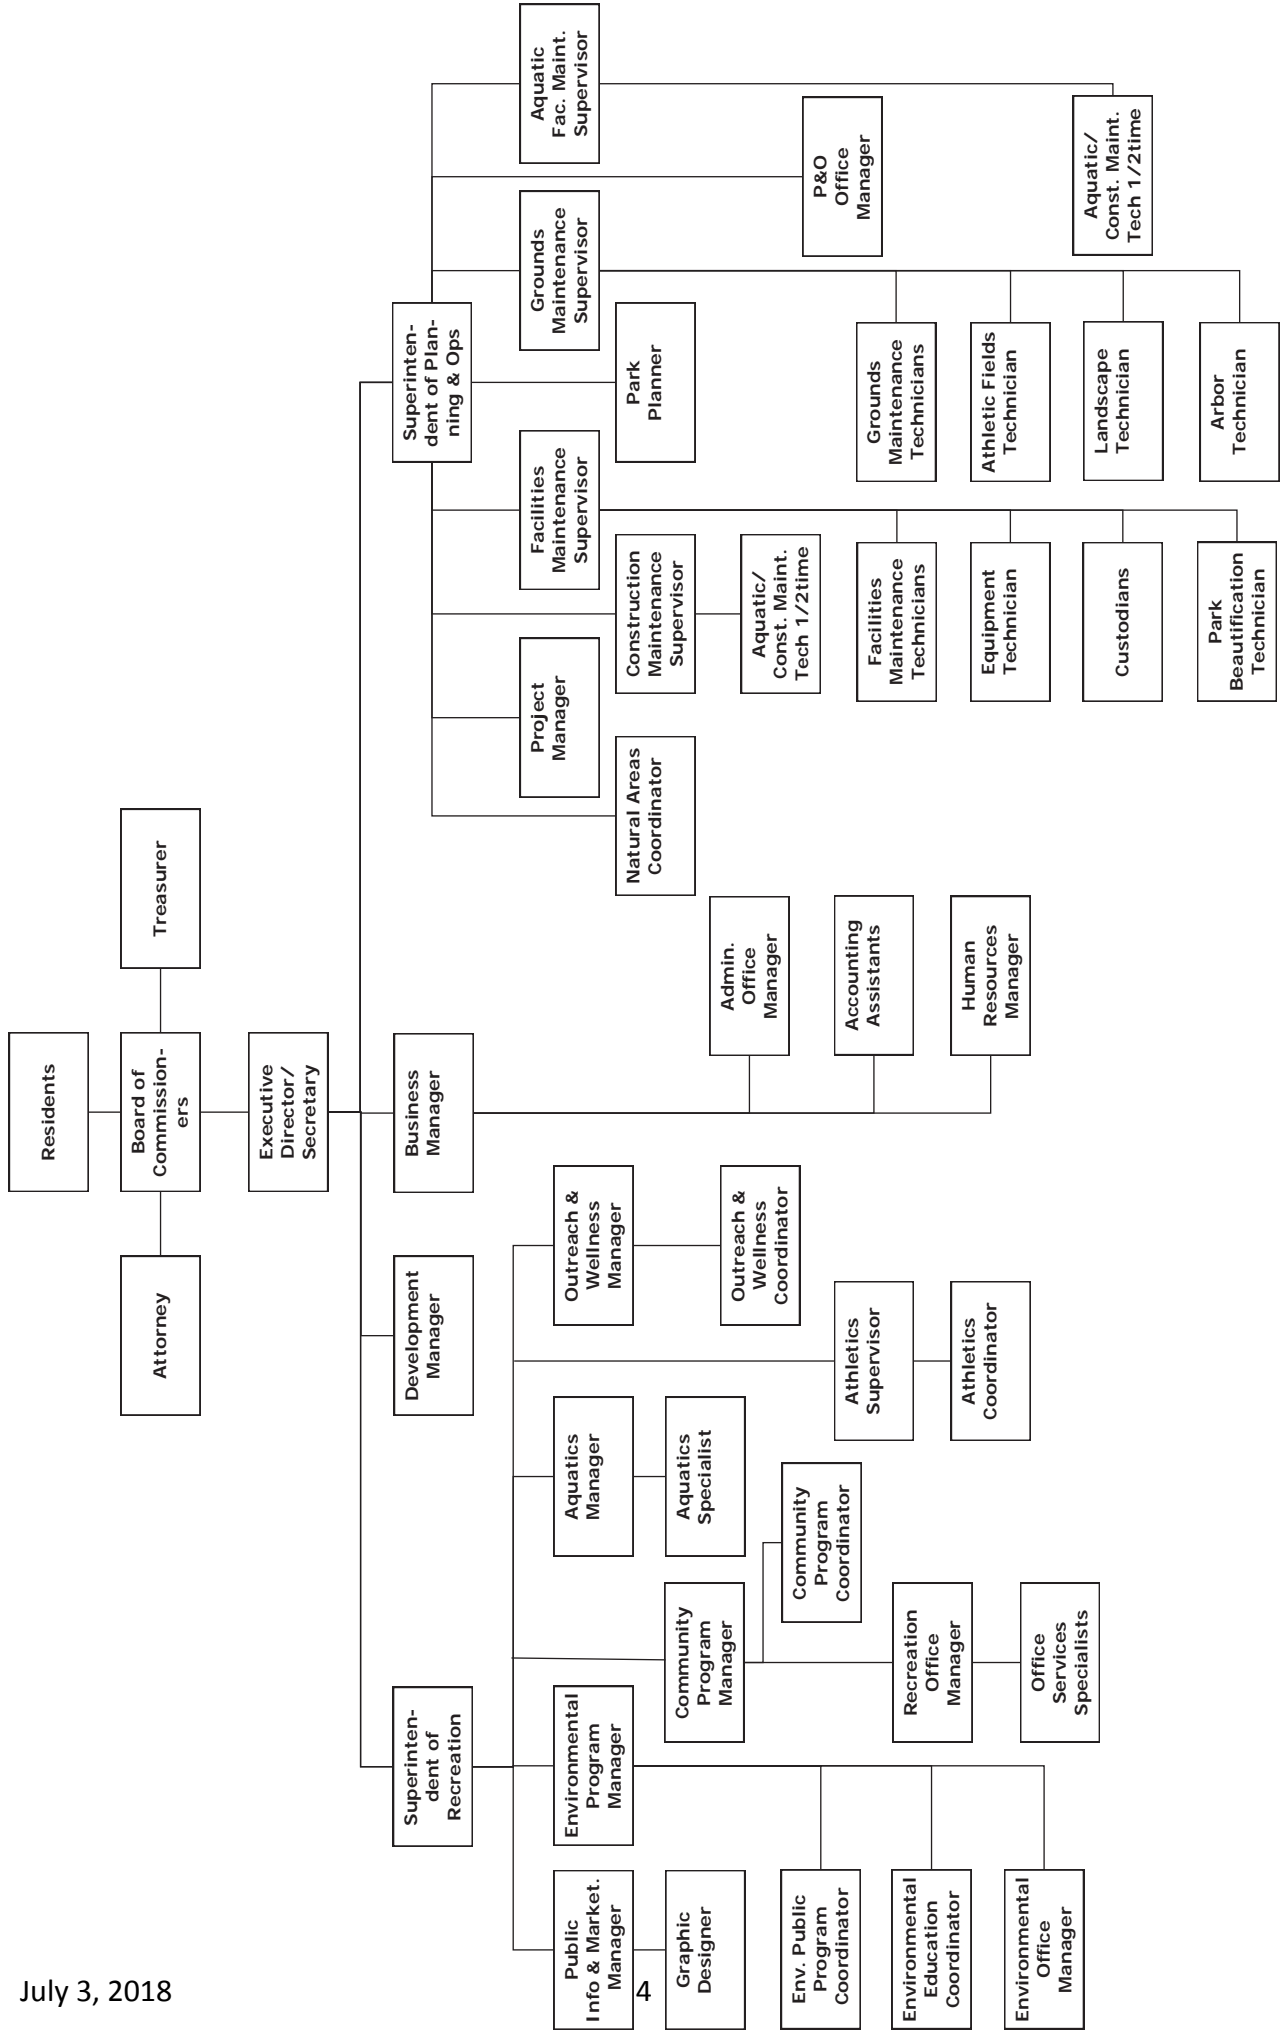 Residents
Attorney
Board of
Commission-
ers
Treasurer
Executive
Director/
Secretary
Superinten-
dent of
Recreation
Development
Manager
Business
Manager
Superinten-
dent of Plan-
ning & Ops
Public
Info & Market.
Manager
Environmental
Program
Manager
Aquatics
Manager
Outreach &
Wellness
Manager
Project
Manager
Facilities
Maintenance
Supervisor
Grounds
Maintenance
Supervisor
Aquatic
Fac. Maint.
Supervisor
Graphic
Designer
Community
Program
Manager
Aquatics
Specialist
Outreach &
Wellness
Coordinator
Admin.
Office
Manager
Natural Areas
Coordinator
Construction
Maintenance
Supervisor
Park
Planner
Aquatic/
Const. Maint.
Tech 1/2time
P&O
Office
Manager
Env. Public
Program
Coordinator
Community
Program
Coordinator
Athletics
Supervisor
Accounting
Assistants
Facilities
Maintenance
Technicians
Grounds
Maintenance
Technicians
Environmental
Education
Coordinator
Recreation
Office
Manager
Athletics
Coordinator
Human
Resources
Manager
Equipment
Technician
Athletic Fields
Technician
Environmental
Office
Manager
Office
Services
Specialists
Custodians
Landscape
Technician
Aquatic/
Const. Maint.
Tech 1/2time
Park
Beautification
Technician
Arbor
Technician
July 3, 2018
4